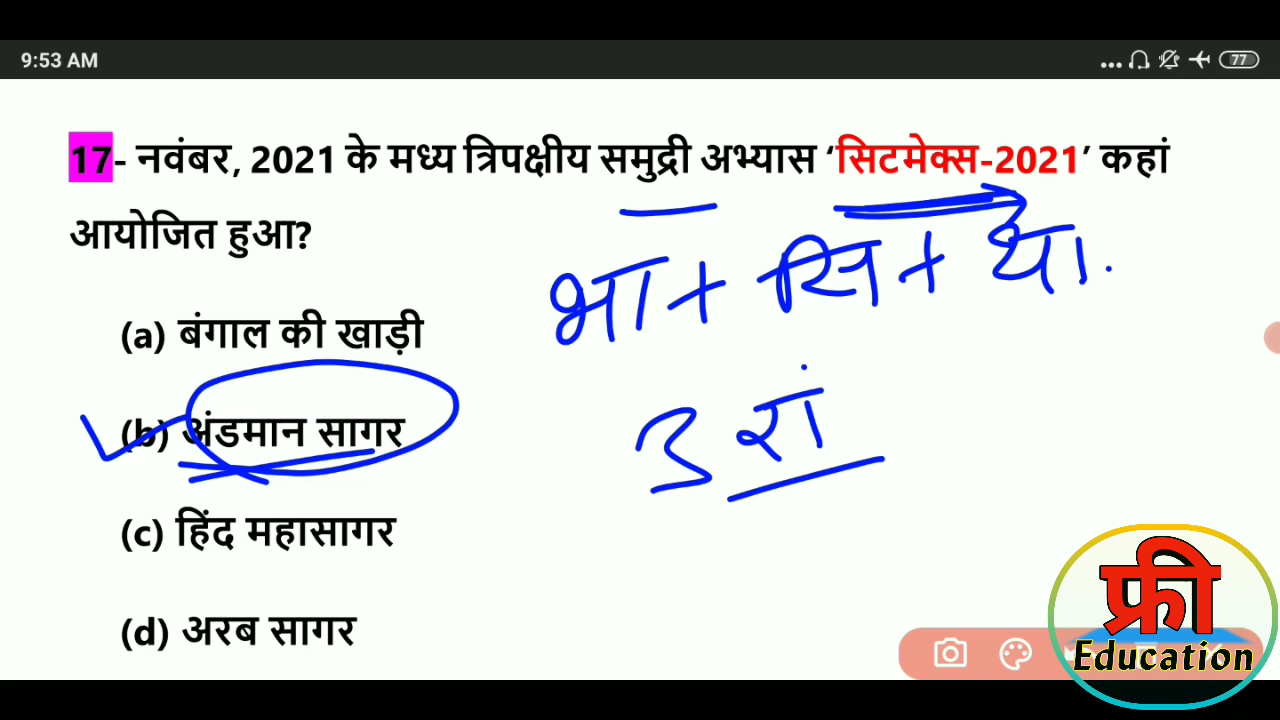 9:53 AM
77
17- नवंबर, 2021 के मध्य त्रिपक्षीय समुद्री अभ्यास ‘सिटमेक्स-2021’ कहां
आयोजित हुआ?
भा + सि + था.
(a) बंगाल की खाड़ी
(b) अंडमान सागर
3 रां
(c) हिंद महासागर
(d) अरब सागर
फ्री
Education